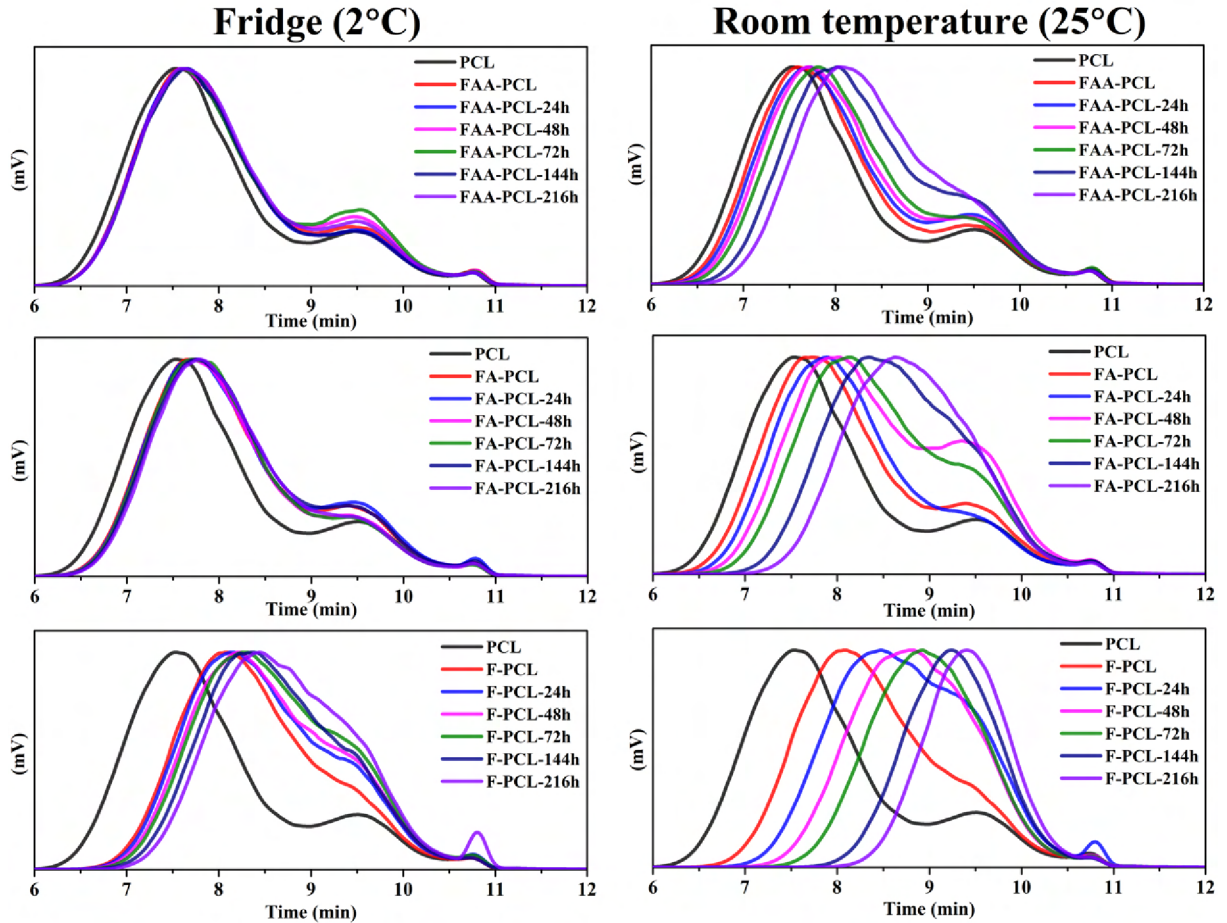 Fridge (2°C)
Room temperature (25°C)
PCL
FAA-PCL
FAA-PCL-24h
FAA-PCL-48h
FAA-PCL-72h
FAA-PCL-144h
FAA-PCL-216h
(mV)
6 7 8 9 10 11 12
Time (min)
PCL
FAA-PCL
FAA-PCL-24h
FAA-PCL-48h
FAA-PCL-72h
FAA-PCL-144h
FAA-PCL-216h
(mV)
6 7 8 9 10 11 12
Time (min)
PCL
FA-PCL
FA-PCL-24h
FA-PCL-48h
FA-PCL-72h
FA-PCL-144h
FA-PCL-216h
(mV)
6 7 8 9 10 11 12
Time (min)
PCL
FA-PCL
FA-PCL-24h
FA-PCL-48h
FA-PCL-72h
FA-PCL-144h
FA-PCL-216h
(mV)
6 7 8 9 10 11 12
Time (min)
PCL
F-PCL
F-PCL-24h
F-PCL-48h
F-PCL-72h
F-PCL-144h
F-PCL-216h
(mV)
6 7 8 9 10 11 12
Time (min)
PCL
F-PCL
F-PCL-24h
F-PCL-48h
F-PCL-72h
F-PCL-144h
F-PCL-216h
(mV)
6 7 8 9 10 11 12
Time (min)